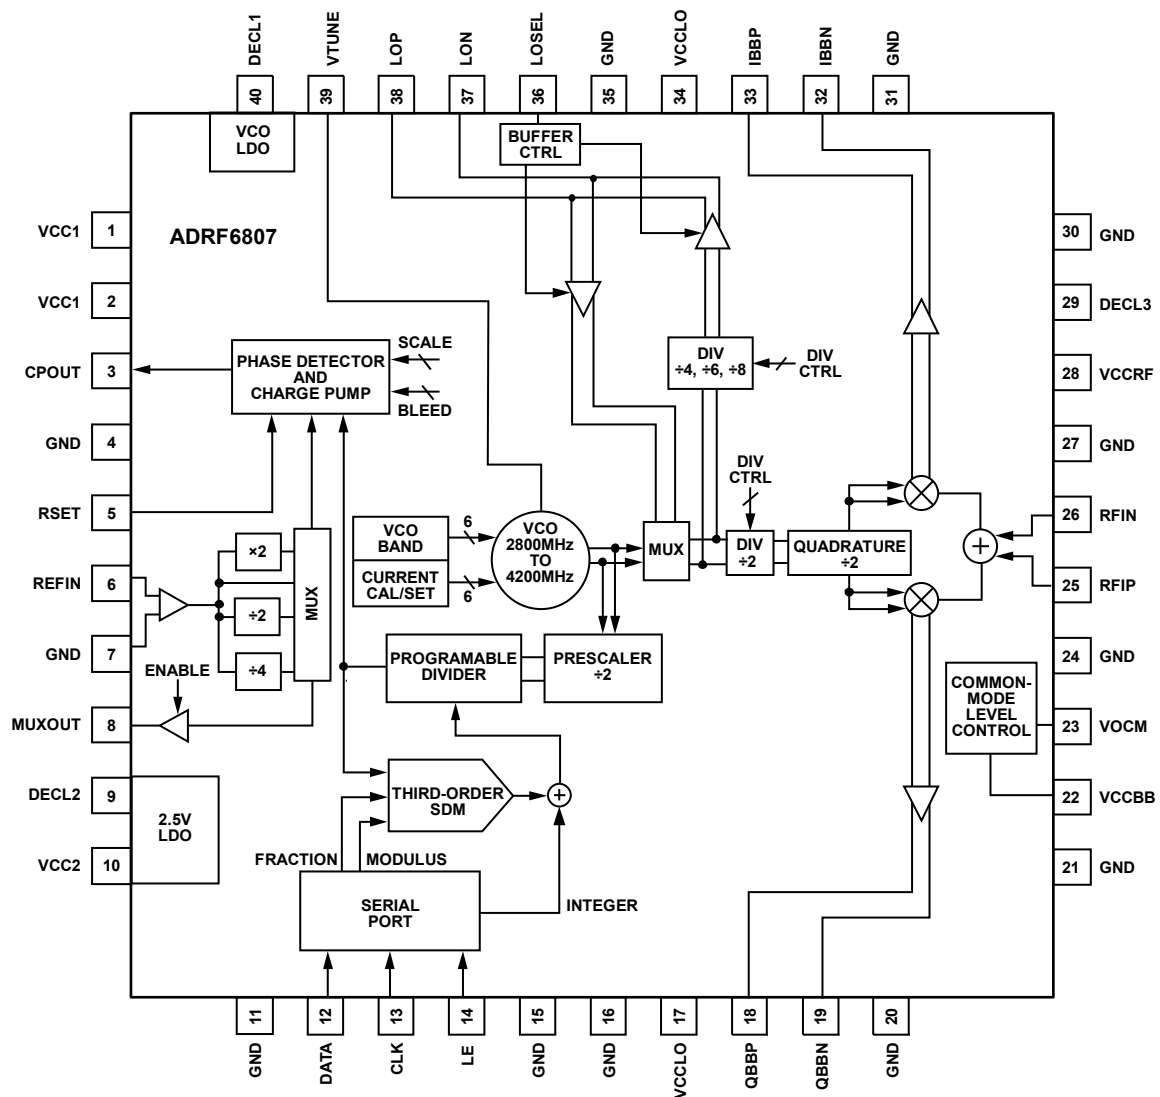 DECL1
VTUNE
LOP
LON
LOSEL
GND
VCCLO
IBBP
IBBN
GND
40
39
38
37
36
35
34
33
32
31
VCO
LDO
BUFFER
CTRL
ADRF6807
VCC1
1
VCC1
2
CPOUT
3
GND
4
RSET
5
REFIN
6
GND
7
MUXOUT
8
DECL2
9
VCC2
10
30
GND
29
DECL3
28
VCCRF
27
GND
26
RFIN
25
RFIP
24
GND
23
VOCM
22
VCCBB
21
GND
PHASE DETECTOR
AND
CHARGE PUMP
SCALE
BLEED
DIV
÷4, ÷6, ÷8
DIV
CTRL
DIV
CTRL
×2
÷2
÷4
MUX
ENABLE
VCO
BAND
CURRENT
CAL/SET
6
6
VCO
2800MHz
TO
4200MHz
MUX
DIV
÷2
QUADRATURE
÷2
+
PROGRAMABLE
DIVIDER
PRESCALER
÷2
COMMON-
MODE
LEVEL
CONTROL
THIRD-ORDER
SDM
+
2.5V
LDO
FRACTION
MODULUS
SERIAL
PORT
INTEGER
11
12
13
14
15
16
17
18
19
20
GND
DATA
CLK
LE
GND
GND
VCCLO
QBBP
QBBN
GND